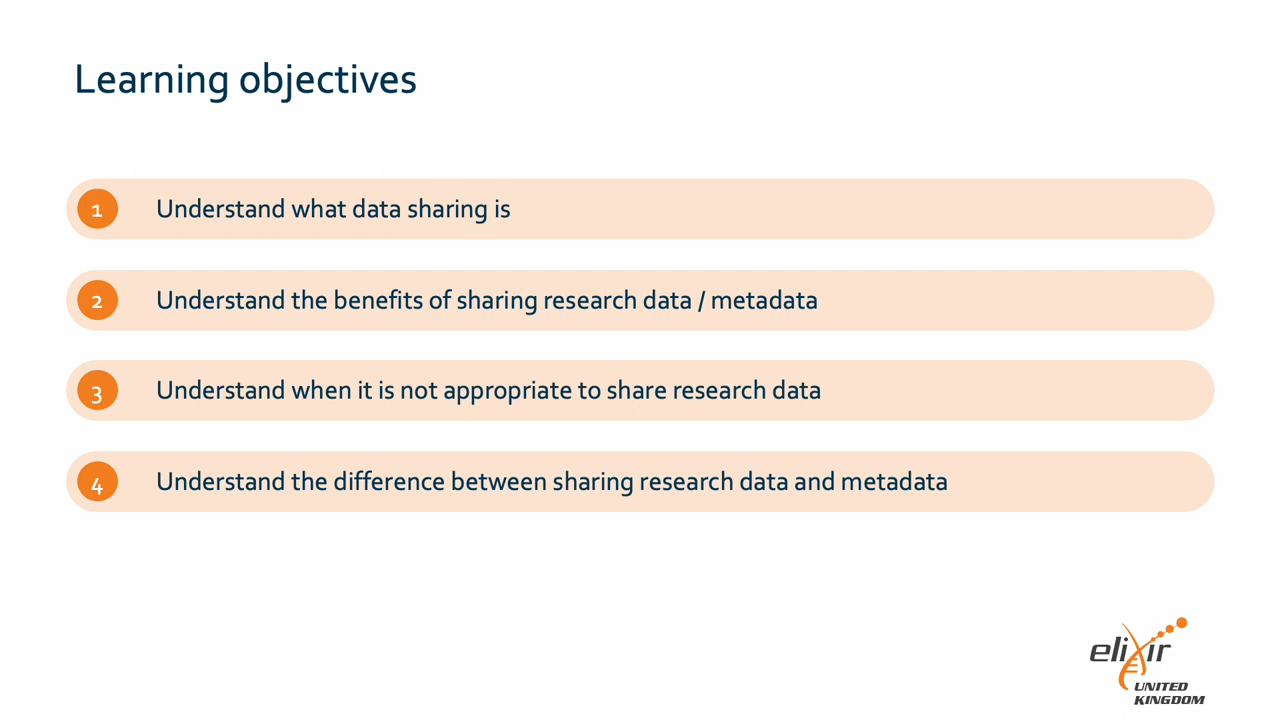 Learning objectives
1 Understand what data sharing is
2 Understand the benefits of sharing research data / metadata
3 Understand when it is not appropriate to share research data
4 Understand the difference between sharing research data and metadata
elixir
UNITED
KINGDOM